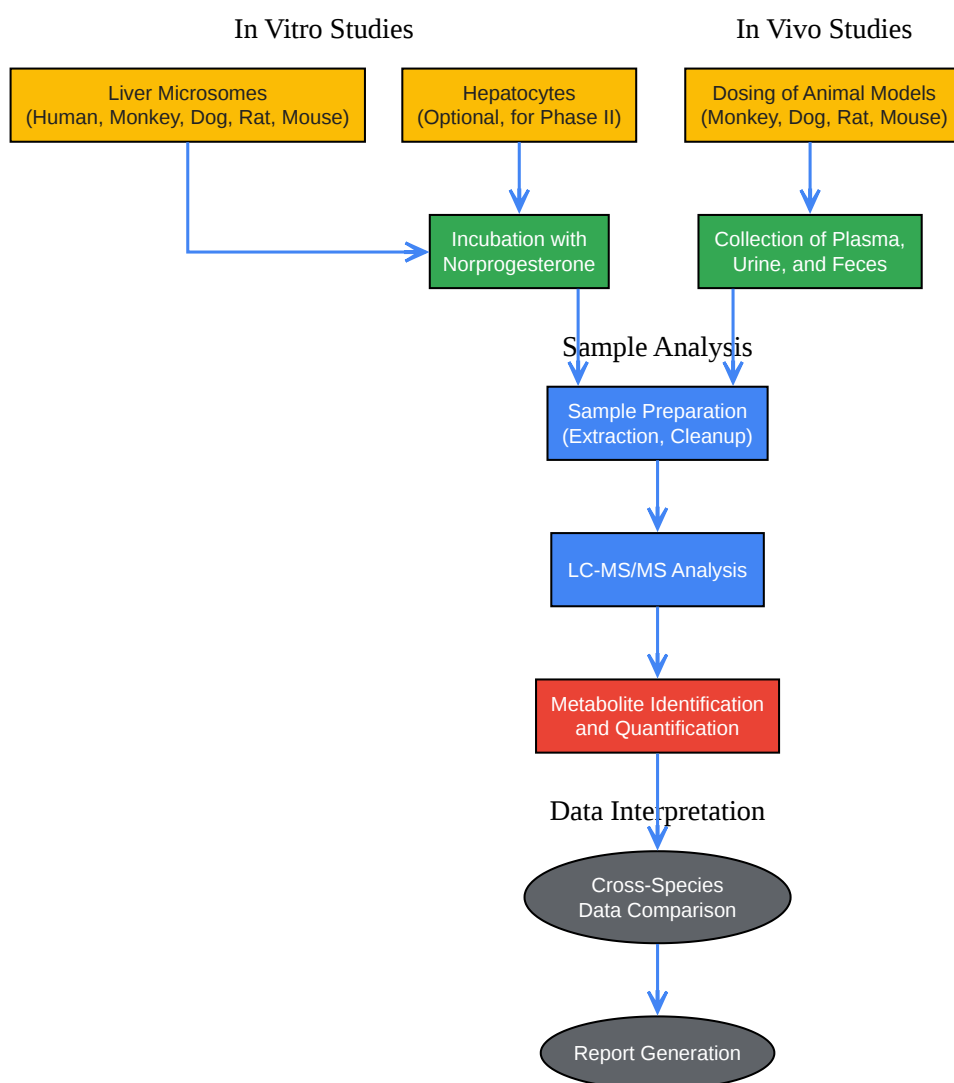 In Vitro Studies
In Vivo Studies
Liver Microsomes
(Human, Monkey, Dog, Rat, Mouse)
Hepatocytes
(Optional, for Phase II)
Dosing of Animal Models
(Monkey, Dog, Rat, Mouse)
Incubation with
Norprogesterone
Collection of Plasma,
Urine, and Feces
Sample Analysis
Sample Preparation
(Extraction, Cleanup)
LC-MS/MS Analysis
Metabolite Identification
and Quantification
Data Interpretation
Cross-Species
Data Comparison
Report Generation